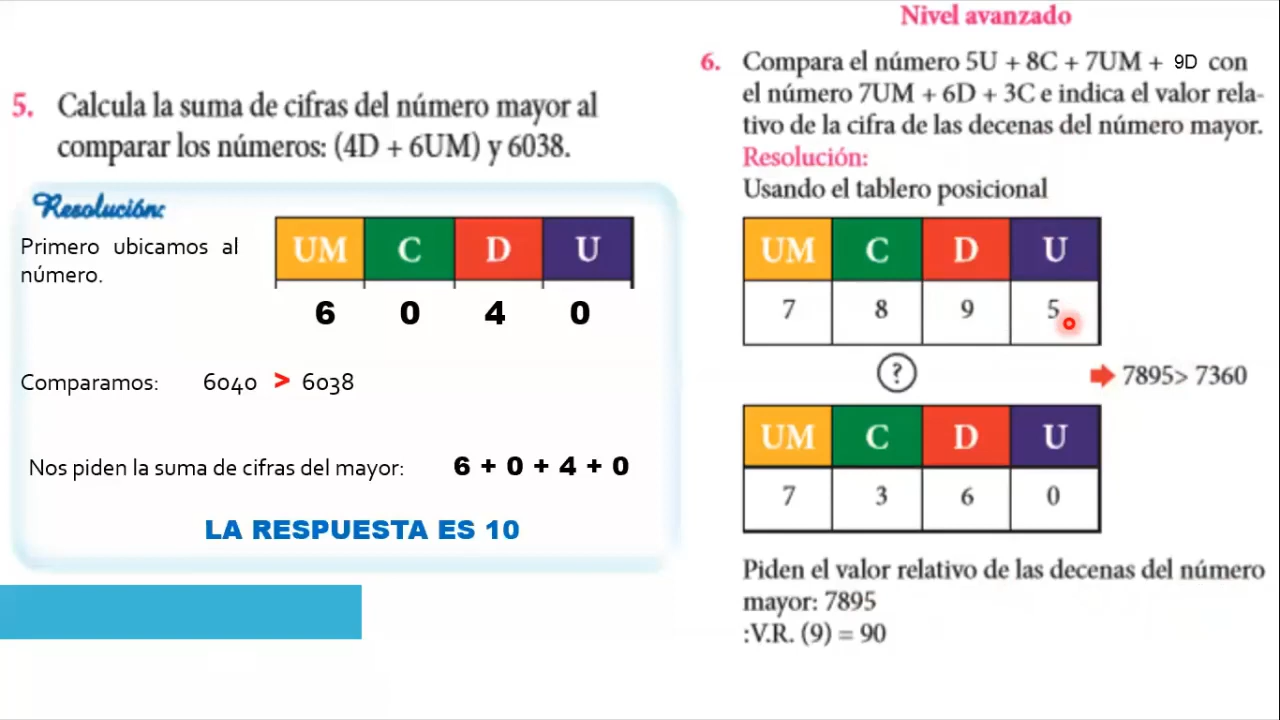 5. Calcula la suma de cifras del número mayor al
comparar los números: (4D + 6UM) y 6038.
Resolución:
Primero ubicamos al
número.
UM C D U
6 0 4 0
Comparamos: 6040 > 6038
Nos piden la suma de cifras del mayor: 6 + 0 + 4 + 0
LA RESPUESTA ES 10
Nivel avanzado
6. Compara el número 5U + 8C + 7UM + 9D con
el número 7UM + 6D + 3C e indica el valor rela-
tivo de la cifra de las decenas del número mayor.
Resolución:
Usando el tablero posicional
UM C D U
7 8 9 5
?
7895> 7360
UM C D U
7 3 6 0
Piden el valor relativo de las decenas del número
mayor: 7895
:V.R. (9) = 90